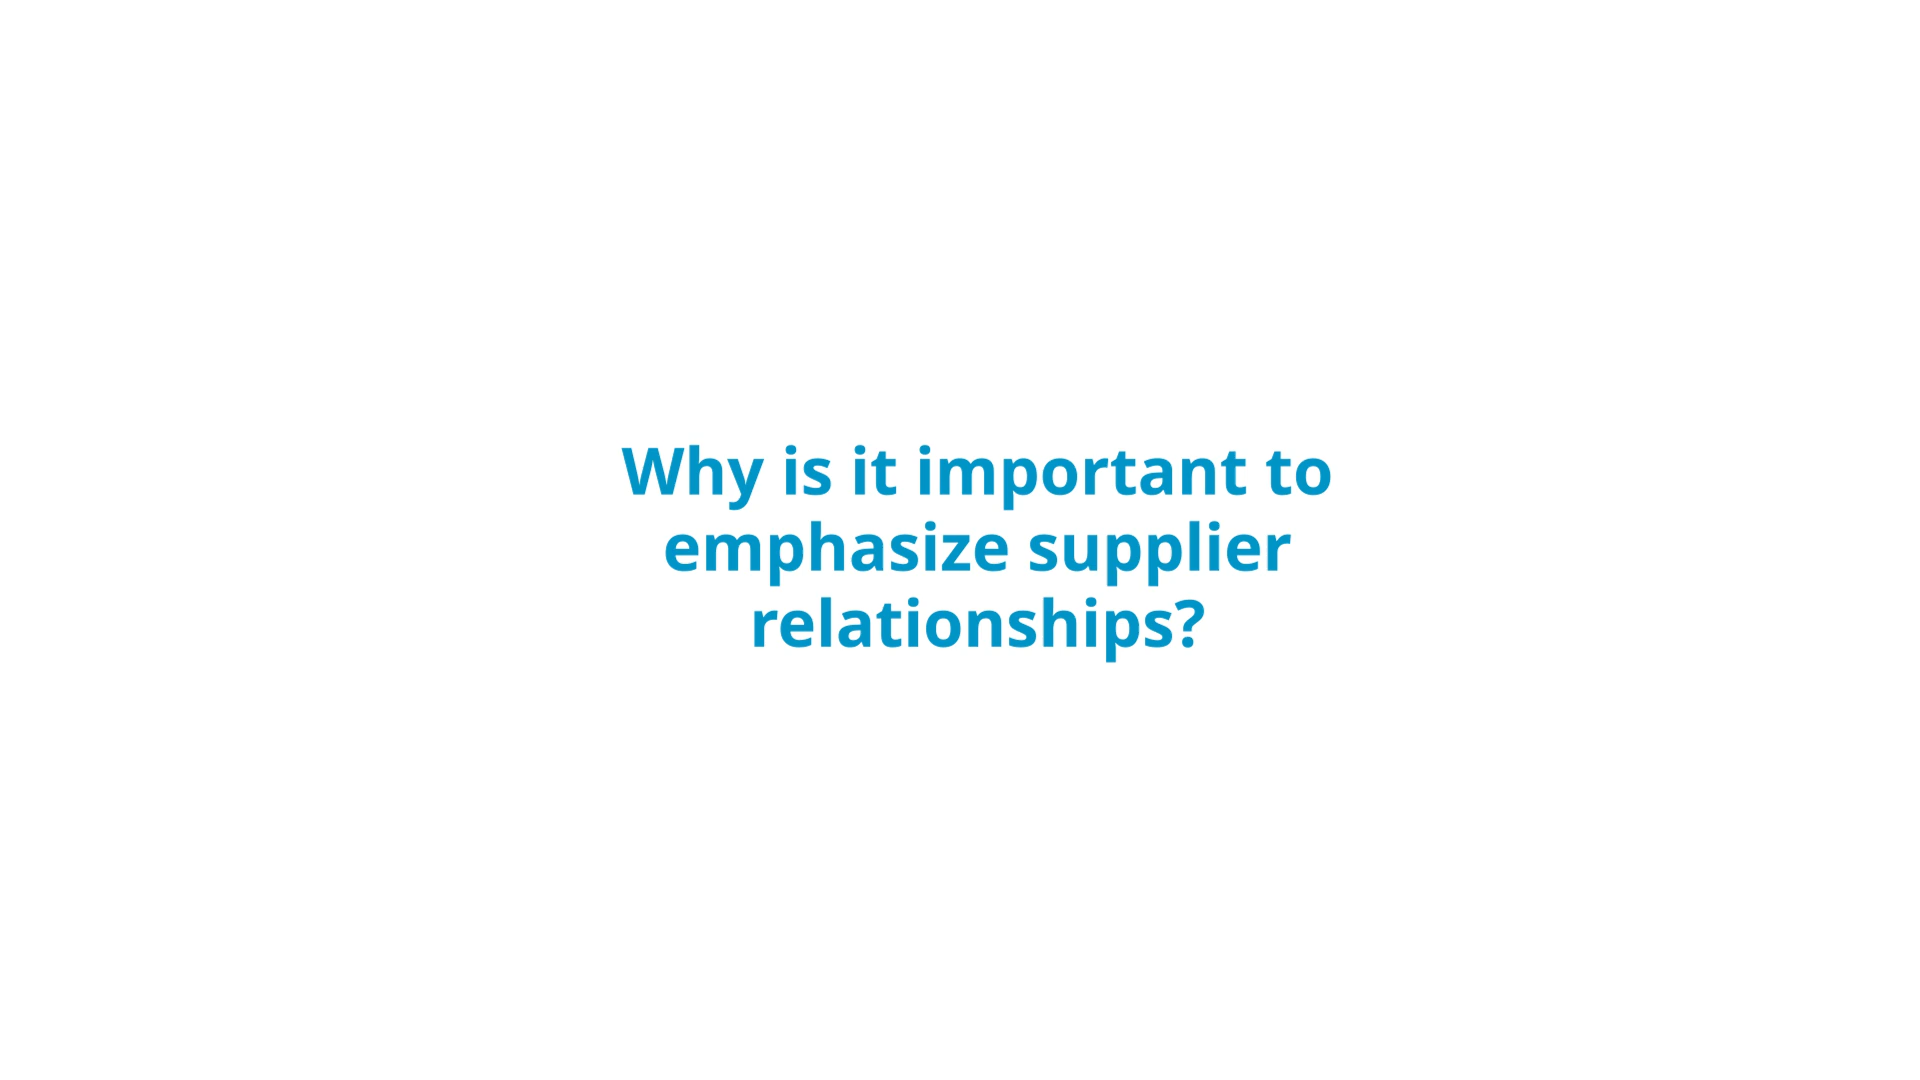 Why is it important to
emphasize supplier
relationships?